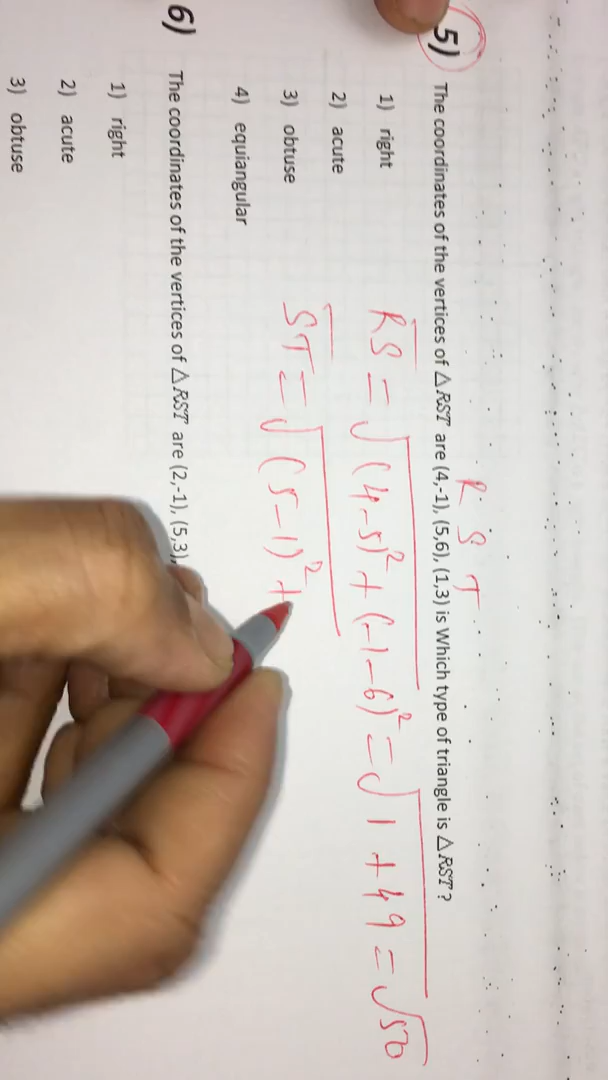 R S T
5) The coordinates of the vertices of △RST are (4,-1), (5,6), (1,3) is Which type of triangle is △RST?
1) right
2) acute
3) obtuse
4) equiangular
RS = √(4-5)² + (-1-6)² = √1 + 49 = √50
ST = √(5-1)² +
6) The coordinates of the vertices of △RST are (2,-1), (5,3),
1) right
2) acute
3) obtuse